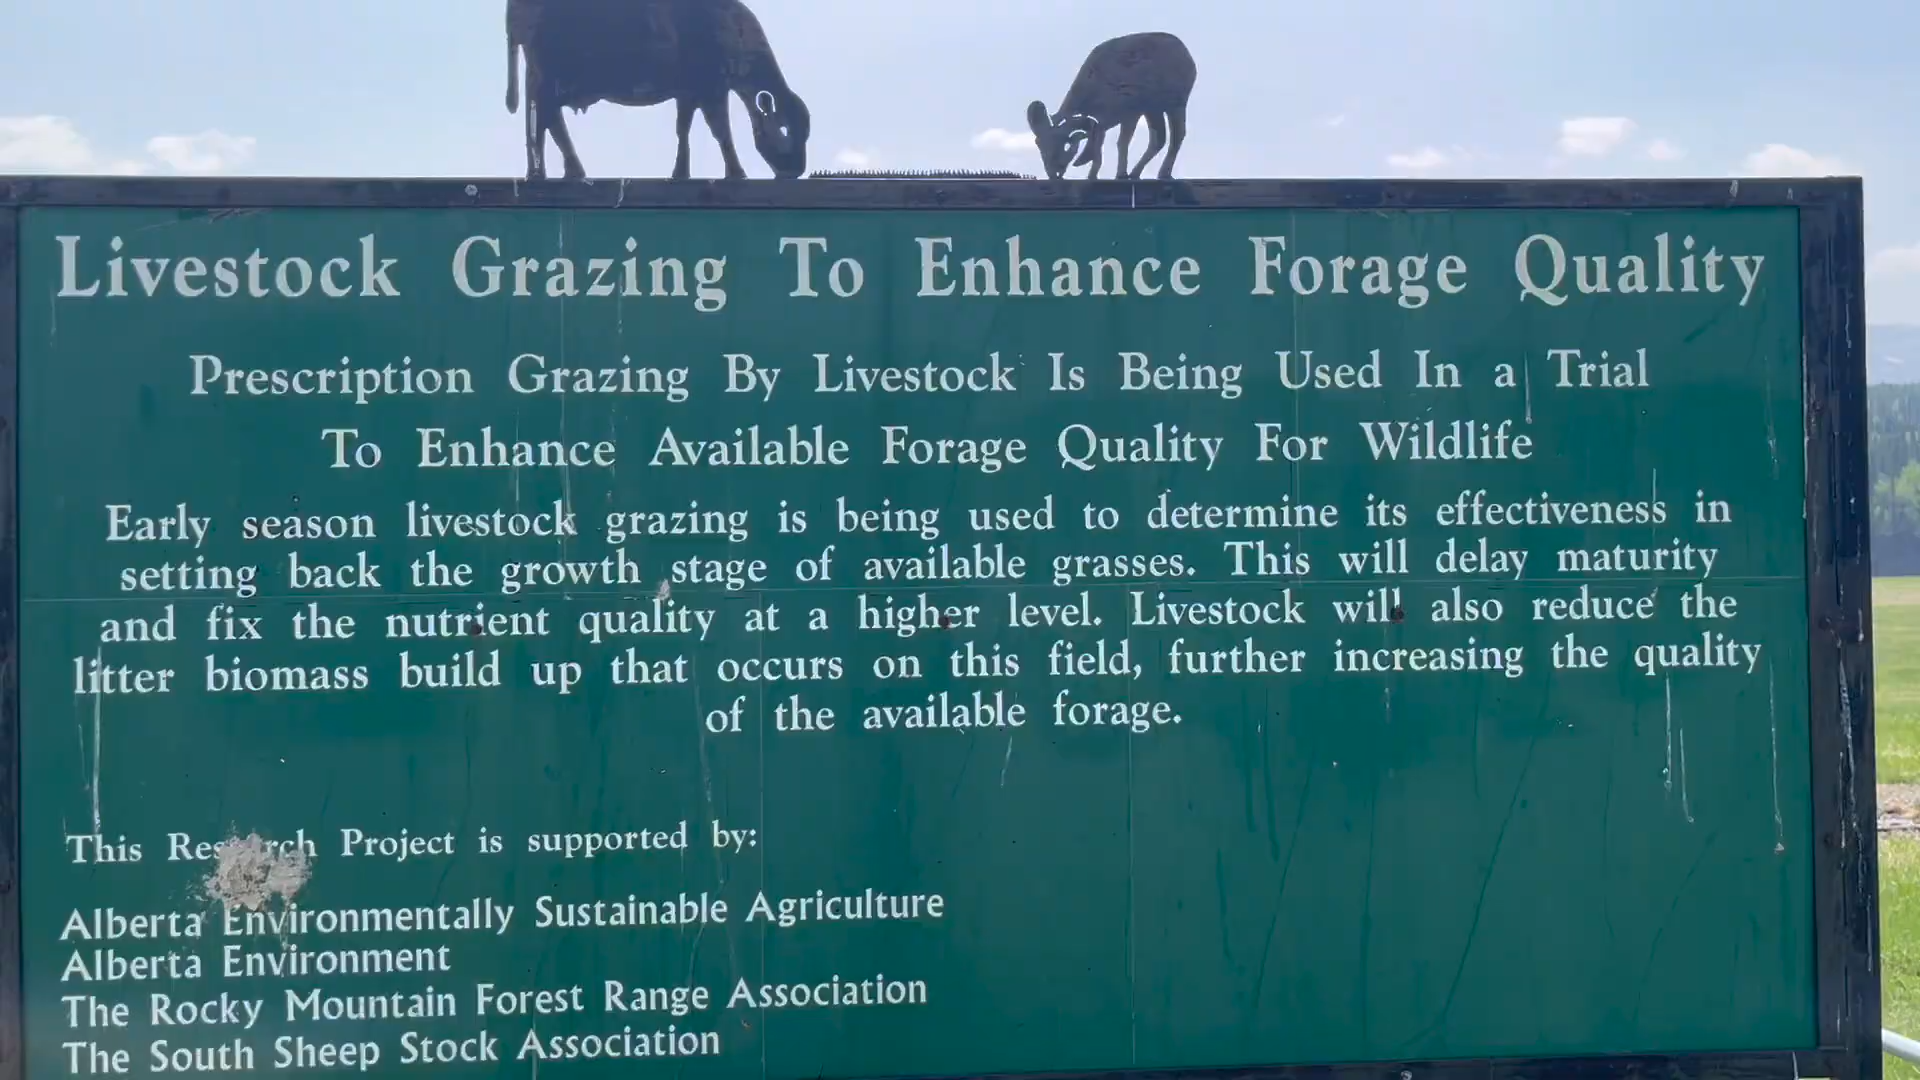 Livestock Grazing To Enhance Forage Quality
Prescription Grazing By Livestock Is Being Used In a Trial
To Enhance Available Forage Quality For Wildlife
Early season livestock grazing is being used to determine its effectiveness in
setting back the growth stage of available grasses. This will delay maturity
and fix the nutrient quality at a higher level. Livestock will also reduce the
litter biomass build up that occurs on this field, further increasing the quality
of the available forage.
This Research Project is supported by:
Alberta Environmentally Sustainable Agriculture
Alberta Environment
The Rocky Mountain Forest Range Association
The South Sheep Stock Association